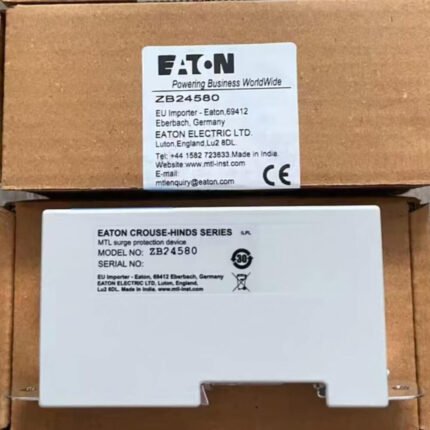 EATON
Powering Business WorldWide
ZB24580
EU Importer - Eaton,69412
Eberbach, Germany
EATON ELECTRIC LTD.
Luton,England,Lu2 8DL.
Tel: +44 1582 723633.Made in India.
Website:www.mtl-inst.com
E-mail:
mtlenquiry@eaton.com
CE
EATON CROUSE-HINDS SERIES
MTL surge protection device
MODEL NO: ZB24580
SERIAL NO:
EU Importer - Eaton, 69412 Eberbach, Germany
EATON ELECTRIC LTD, Luton, England,
Lu2 8DL. Made in India. www.mtl-inst.com
30